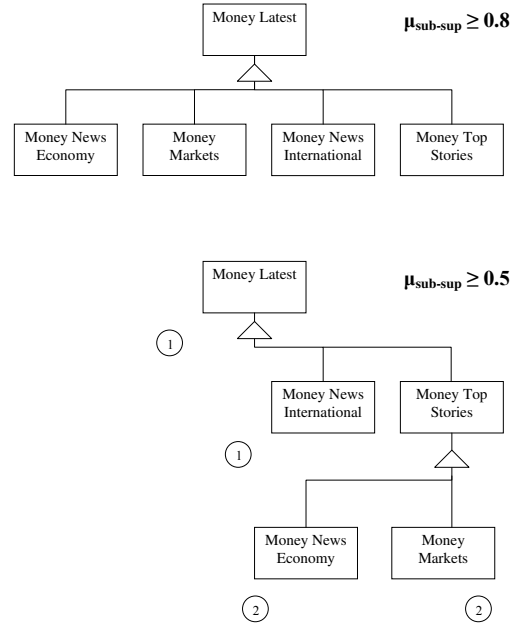 Money Latest
μsub-sup ≥ 0.8
Money News
Economy
Money
Markets
Money News
International
Money Top
Stories
Money Latest
μsub-sup ≥ 0.5
1
Money News
International
Money Top
Stories
1
Money News
Economy
Money
Markets
2
2